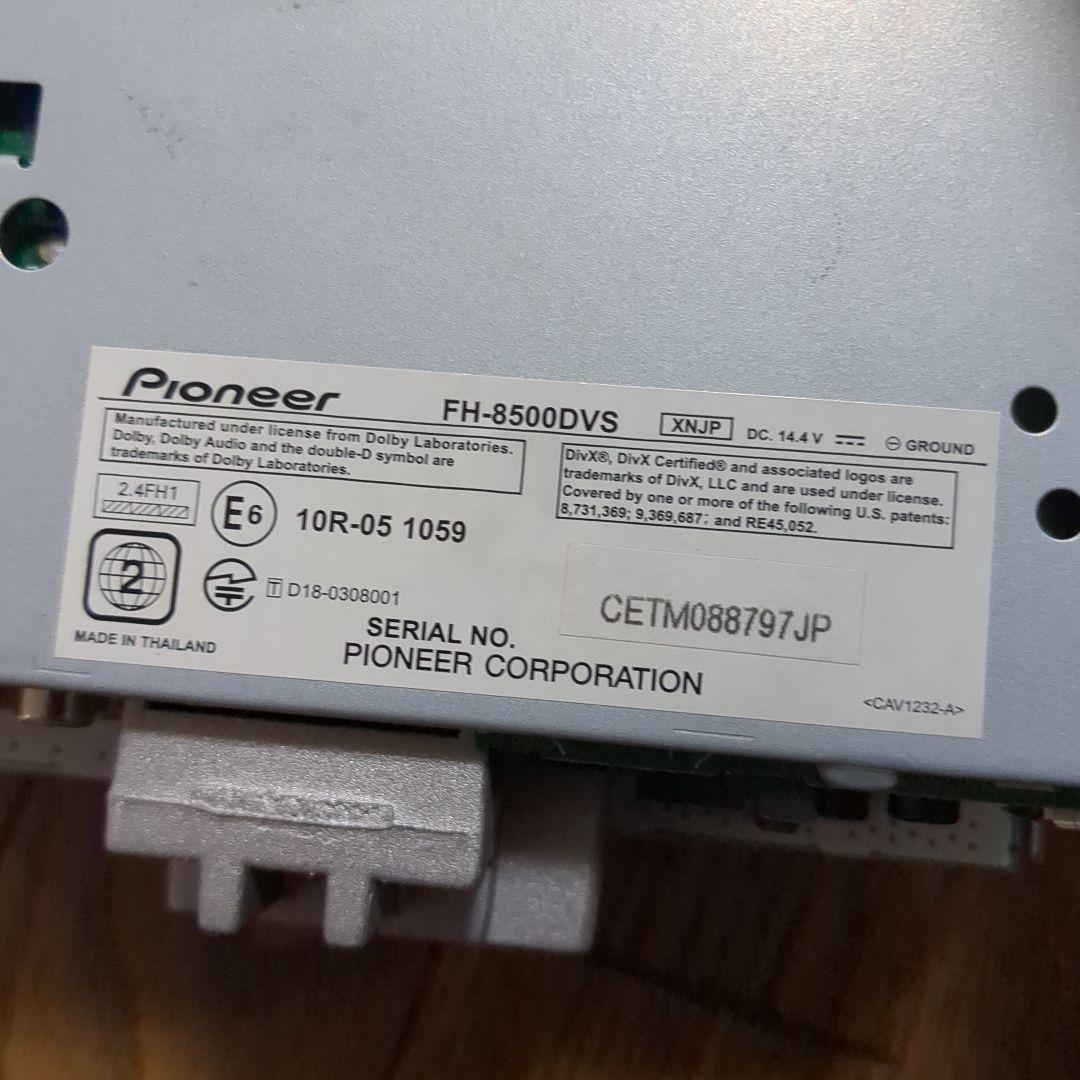 Pioneer
FH-8500DVS
XNJP
DC. 14.4 V
GROUND
Manufactured under license from Dolby Laboratories.
Dolby, Dolby Audio and the double-D symbol are
trademarks of Dolby Laboratories.
DivX®, DivX Certified® and associated logos are
trademarks of DivX, LLC and are used under license.
Covered by one or more of the following U.S. patents:
8,731,369; 9,369,687; and RE45,052.
2.4FH1
E6
10R-05 1059
2
T D18-0308001
CETM088797JP
MADE IN THAILAND
SERIAL NO.
PIONEER CORPORATION
<CAV1232-A>